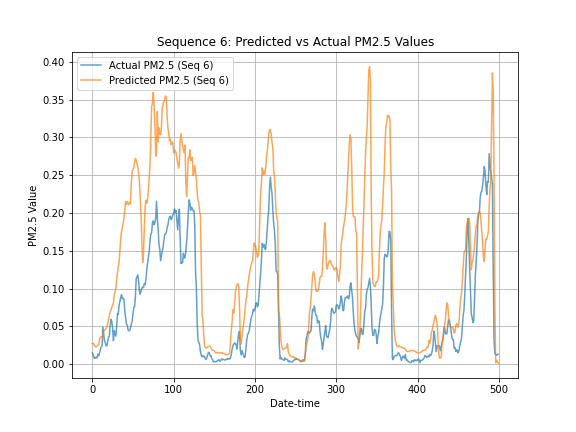 Sequence 6: Predicted vs Actual PM2.5 Values
Actual PM2.5 (Seq 6)
Predicted PM2.5 (Seq 6)
0.40
0.35
0.30
0.25
0.20
0.15
0.10
0.05
0.00
PM2.5 Value
0 100 200 300 400 500
Date-time